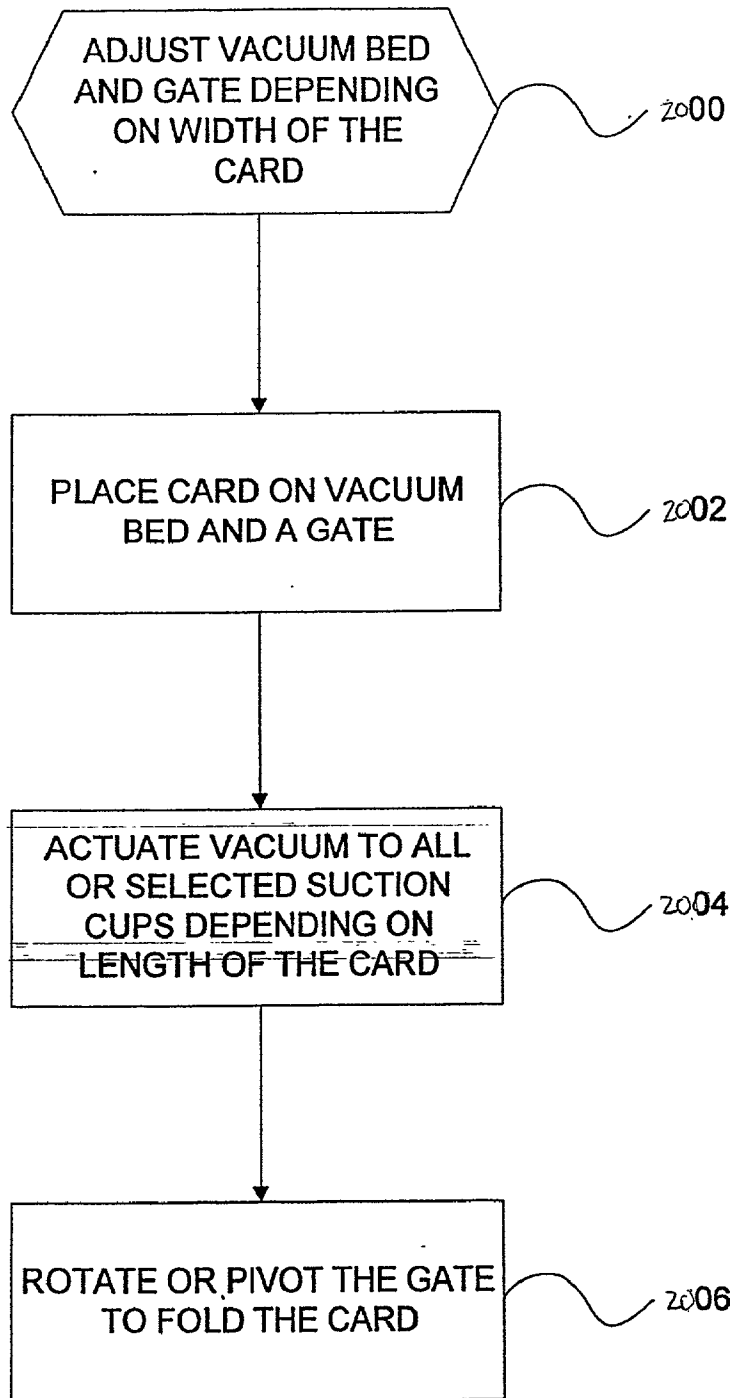 ADJUST VACUUM BED
AND GATE DEPENDING
ON WIDTH OF THE
CARD
2000
PLACE CARD ON VACUUM
BED AND A GATE
2002
ACTUATE VACUUM TO ALL
OR SELECTED SUCTION
CUPS DEPENDING ON
LENGTH OF THE CARD
2004
ROTATE OR PIVOT THE GATE
TO FOLD THE CARD
2006